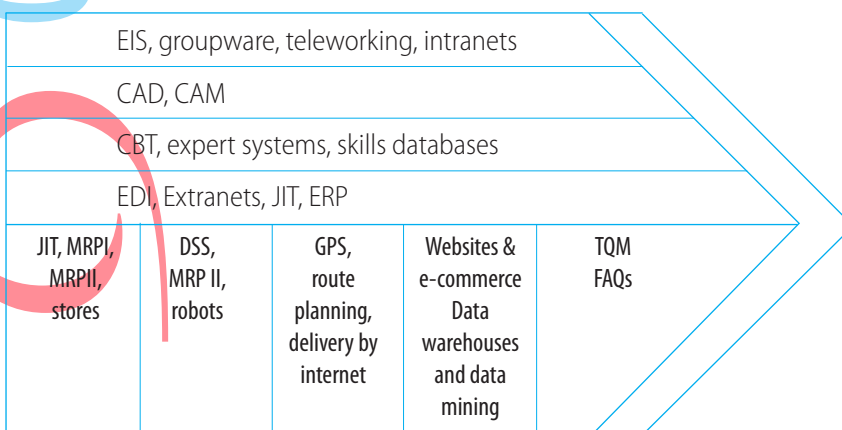 EIS, groupware, teleworking, intranets
CAD, CAM
CBT, expert systems, skills databases
EDI, Extranets, JIT, ERP
JIT, MRPI,
MRPII,
stores
DSS,
MRP II,
robots
GPS,
route
planning,
delivery by
internet
Websites &
e-commerce
Data
warehouses
and data
mining
TQM
FAQs